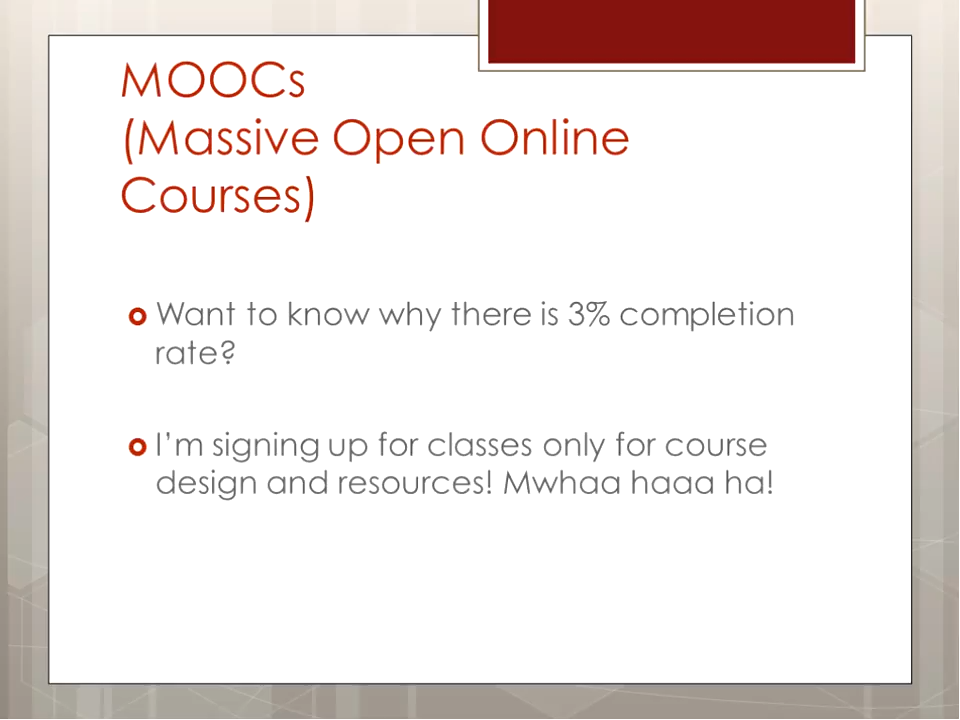 MOOCs
(Massive Open Online
Courses)
Want to know why there is 3% completion
rate?
I'm signing up for classes only for course
design and resources! Mwhaa haaa ha!